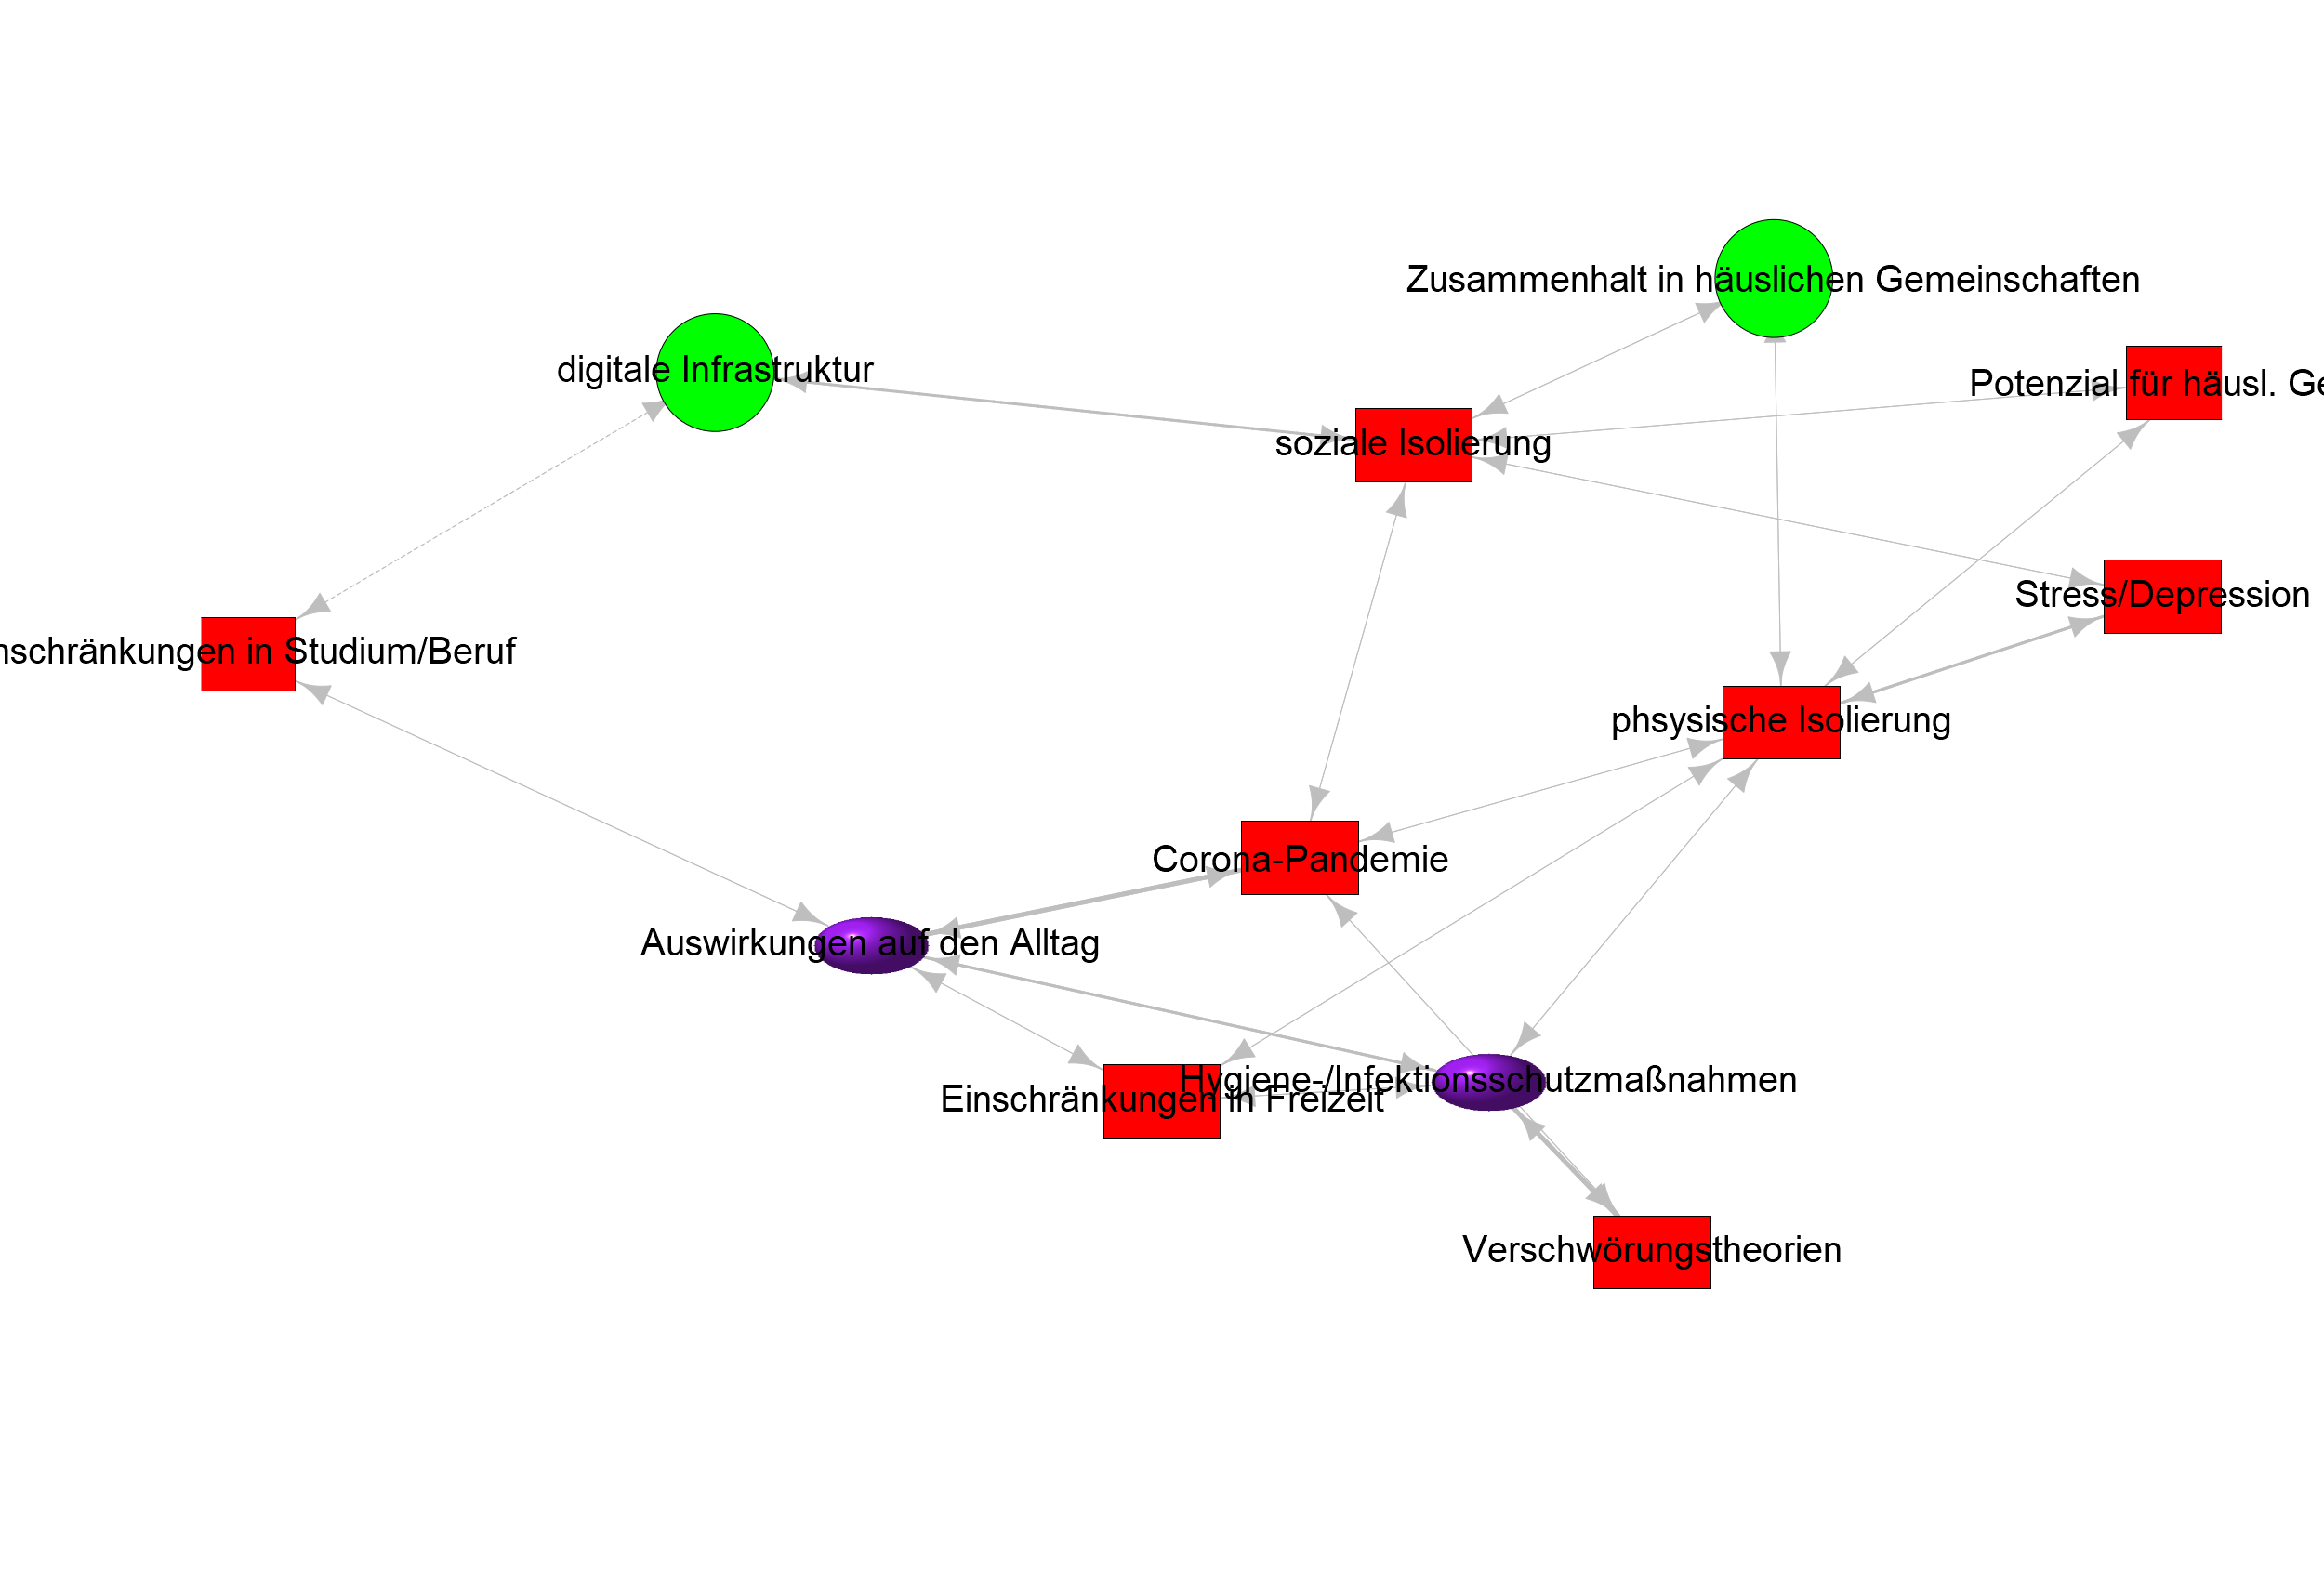 Zusammenhalt in häuslichen Gemeinschaften
digitale Infrastruktur
Potenzial für häusl. Ge
soziale Isolierung
Stress/Depression
nschränkungen in Studium/Beruf
phsysische Isolierung
Corona-Pandemie
Auswirkungen auf den Alltag
Hygiene-/Infektionsschutzmaßnahmen
Einschränkungen in Freizeit
Verschwörungstheorien